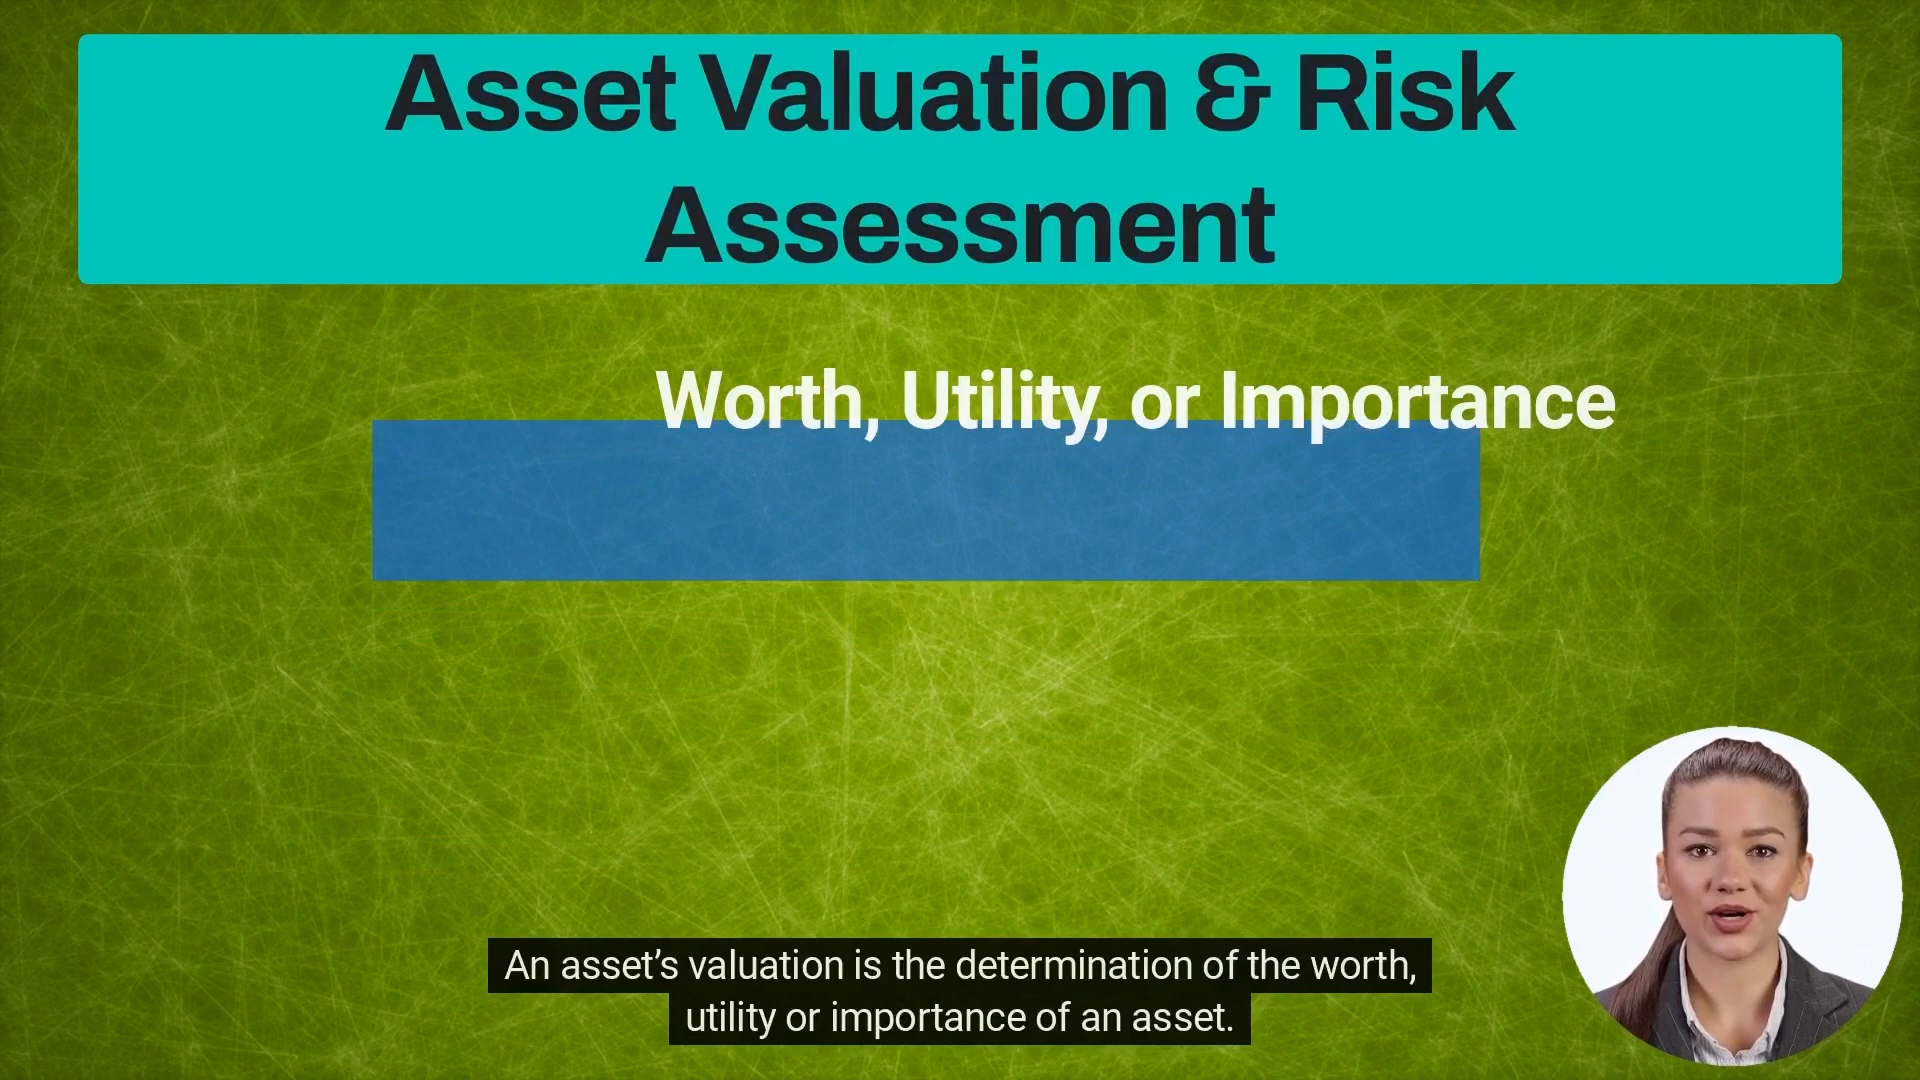 Asset Valuation & Risk
Assessment
Worth, Utility, or Importance
An asset’s valuation is the determination of the worth,
utility or importance of an asset.